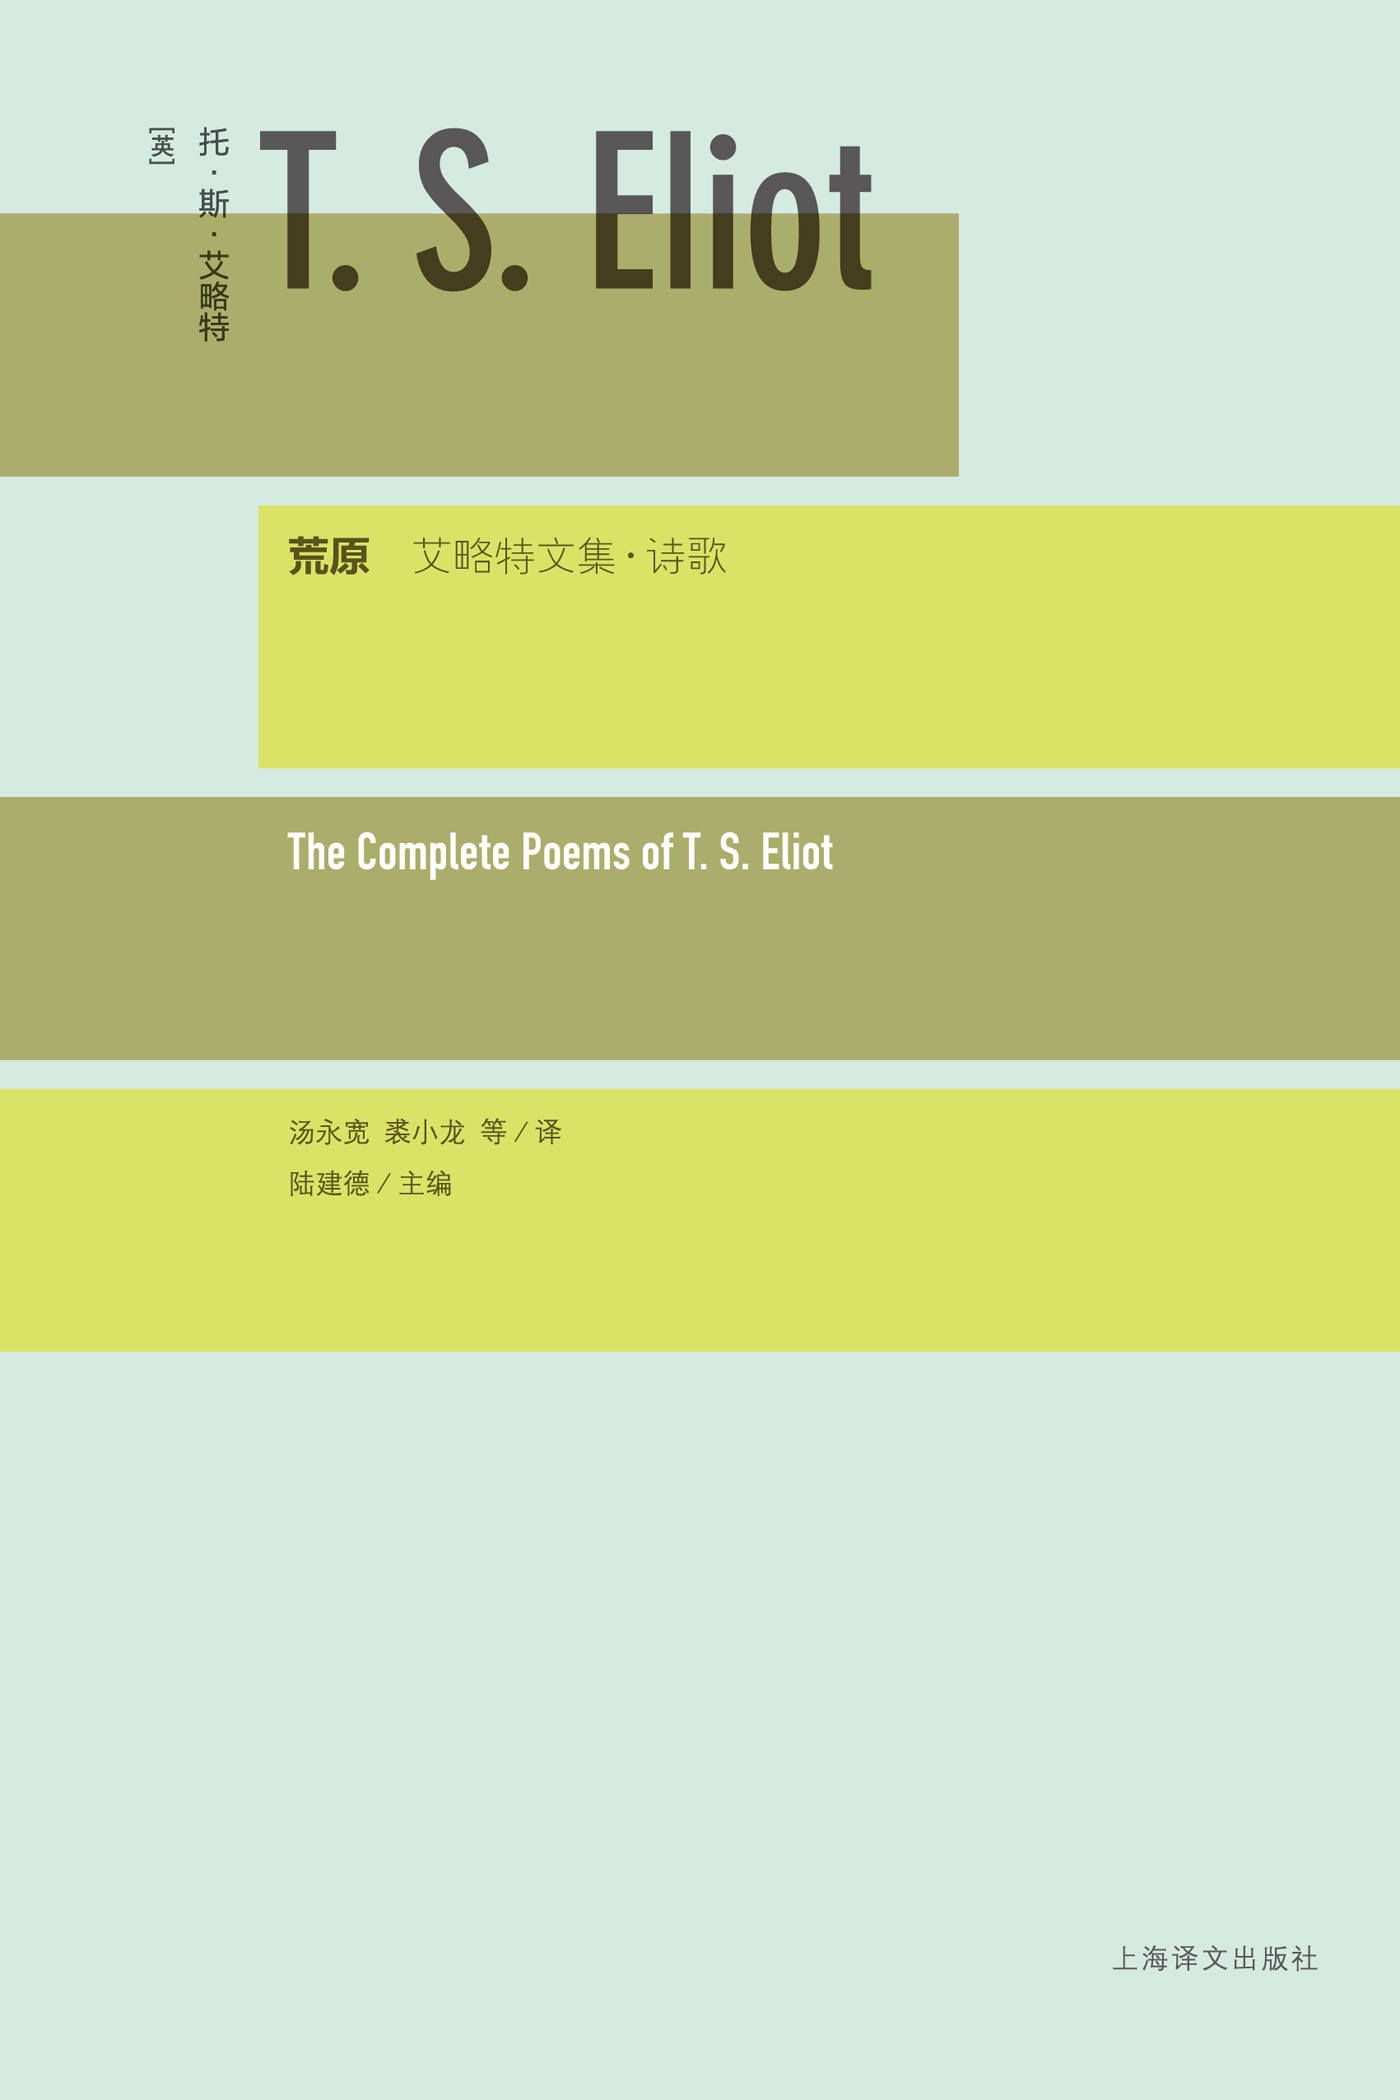 [英]
托·斯·艾略特
T. S. Eliot
荒原 艾略特文集·诗歌
The Complete Poems of T. S. Eliot
汤永宽 裘小龙 等/译
陆建德/主编
上海译文出版社